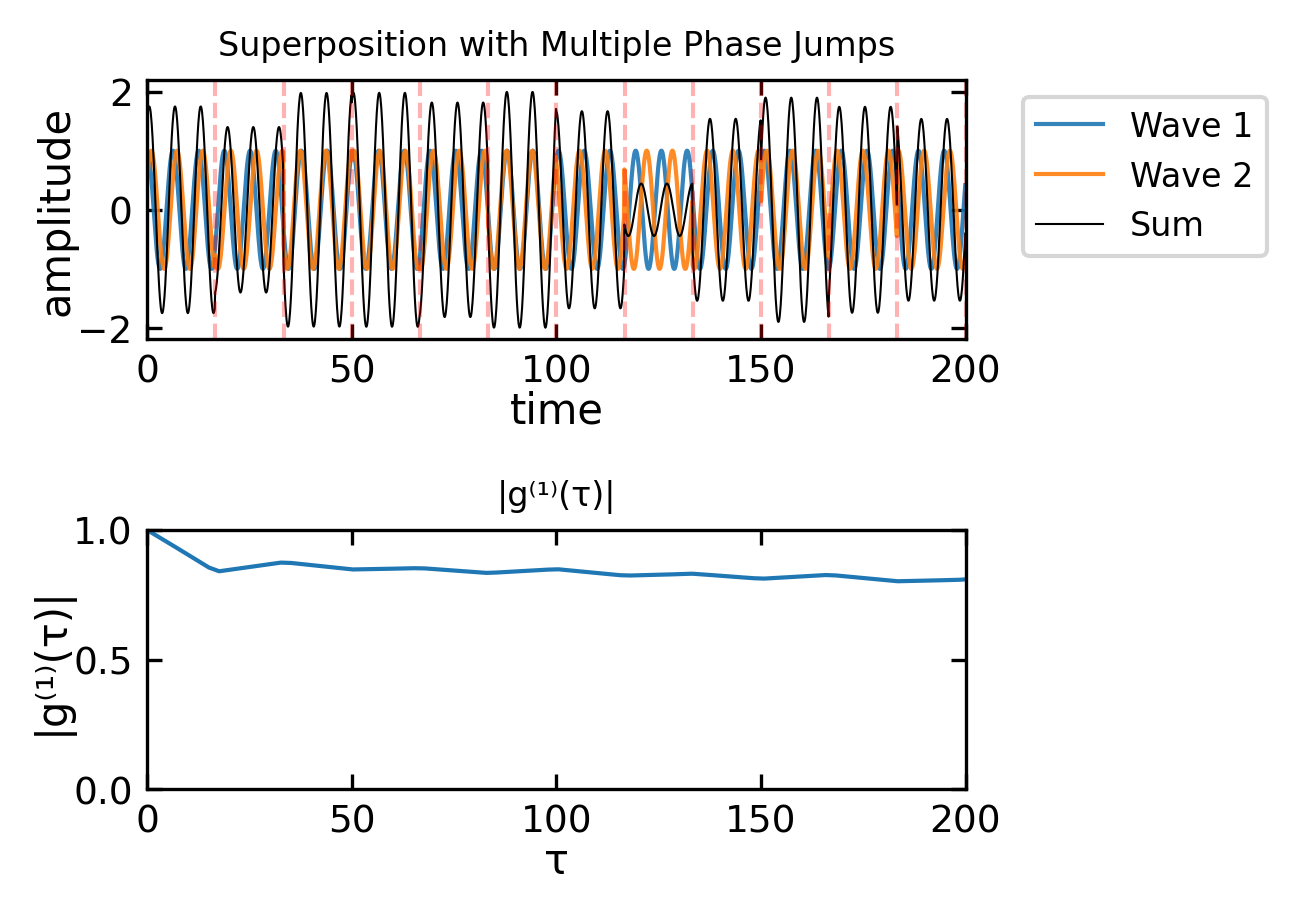 Superposition with Multiple Phase Jumps
amplitude
2
0
−2
0
50
100
150
200
time
Wave 1
Wave 2
Sum
|g⁽¹⁾(τ)|
|g⁽¹⁾(τ)|
1.0
0.5
0.0
0
50
100
150
200
τ